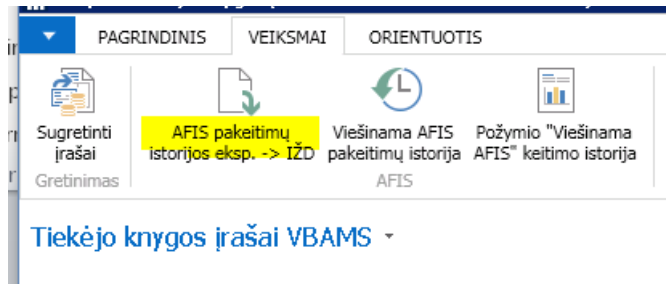 PAGRINDINIS VEIKSMAI ORIENTUOTIS
Sugretinti
įrašai
AFIS pakeitimų
istorijos eksp. -> IŽD
Viešinama AFIS
pakeitimų istorija
Požymio "Viešinama
AFIS" keitimo istorija
Gretinimas
AFIS
Tiekėjo knygos įrašai VBAMS